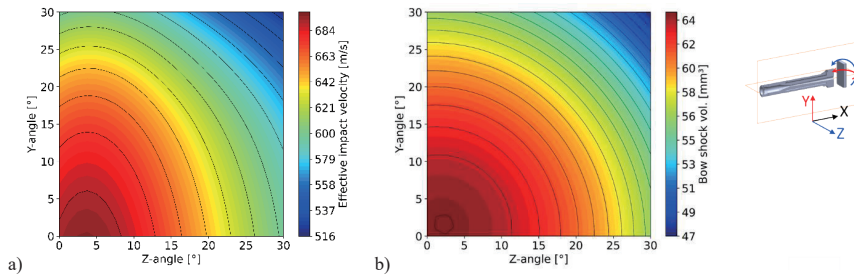 30
25
20
15
10
5
0
Y-angle [°]
0 5 10 15 20 25 30
Z-angle [°]
684
663
642
621
600
579
558
537
516
Effective impact velocity [m/s]
a)
30
25
20
15
10
5
0
Y-angle [°]
0 5 10 15 20 25 30
Z-angle [°]
64
62
60
58
56
54
53
51
49
47
Bow shock vol. [mm³]
b)
Y
X
Z